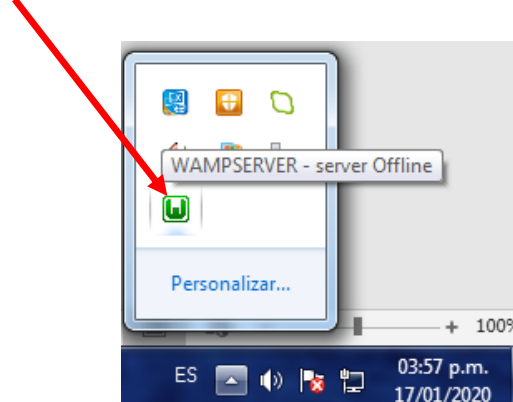 WAMPSERVER - server Offline
Personalizar...
100%
ES
03:57 p.m.
17/01/2020